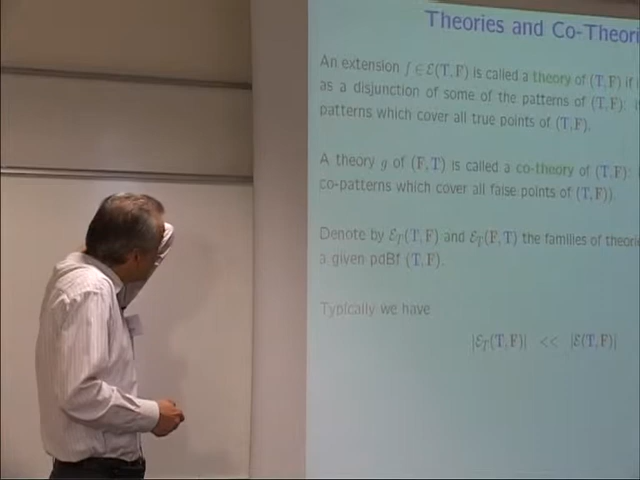 Theories and Co-Theori
An extension f ∈ ℰ(T, F) is called a theory of (T, F) if i
as a disjunction of some of the patterns of (T, F): i
patterns which cover all true points of (T, F).
A theory g of (F, T) is called a co-theory of (T, F):
co-patterns which cover all false points of (T, F)).
Denote by ℰ_T(T, F) and ℰ_T(F, T) the families of theori
a given pdBf (T, F).
Typically we have
|ℰ_T(T, F)| << |ℰ(T, F)|